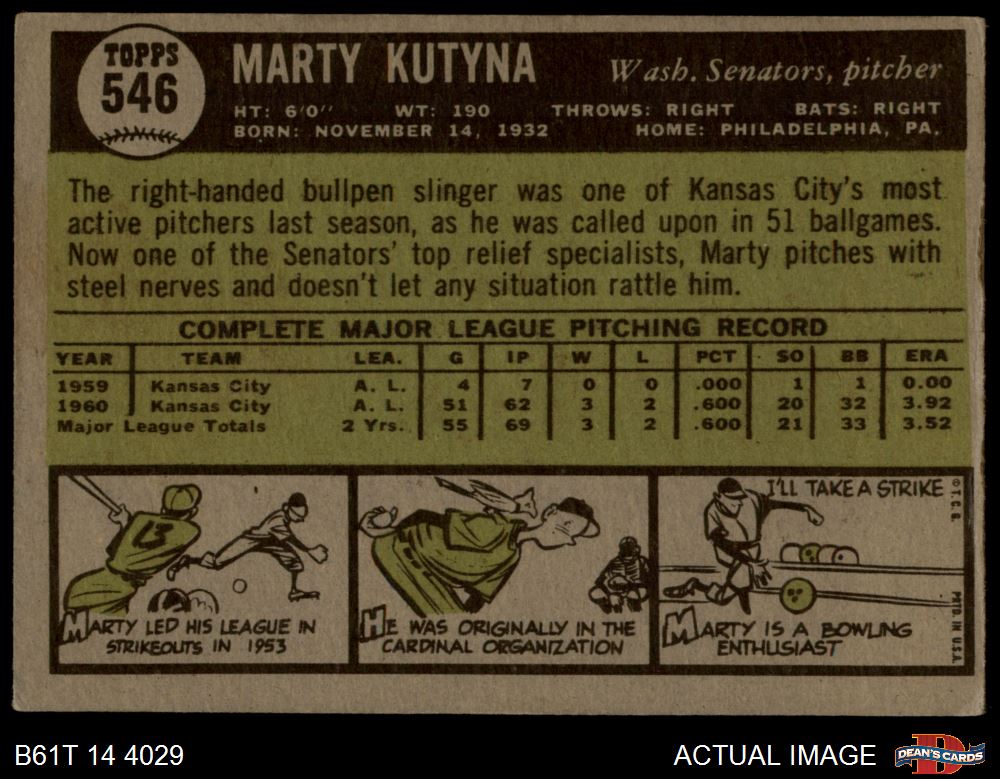 TOPPS
546
MARTY KUTYNA
Wash. Senators, pitcher
HT: 6'0'' WT: 190 THROWS: RIGHT BATS: RIGHT
BORN: NOVEMBER 14, 1932 HOME: PHILADELPHIA, PA.
The right-handed bullpen slinger was one of Kansas City's most
active pitchers last season, as he was called upon in 51 ballgames.
Now one of the Senators' top relief specialists, Marty pitches with
steel nerves and doesn't let any situation rattle him.
COMPLETE MAJOR LEAGUE PITCHING RECORD
YEAR TEAM LEA. G IP W L PCT SO BB ERA
1959 Kansas City A. L. 4 7 0 0 .000 1 1 0.00
1960 Kansas City A. L. 51 62 3 2 .600 20 32 3.92
Major League Totals 2 Yrs. 55 69 3 2 .600 21 33 3.52
13
MARTY LED HIS LEAGUE IN
STRIKEOUTS IN 1953
HE WAS ORIGINALLY IN THE
CARDINAL ORGANIZATION
I'LL TAKE A STRIKE
MARTY IS A BOWLING
ENTHUSIAST
© T. C. G.
PRTD. IN U.S.A.
B61T 14 4029
ACTUAL IMAGE
DEAN'S CARDS